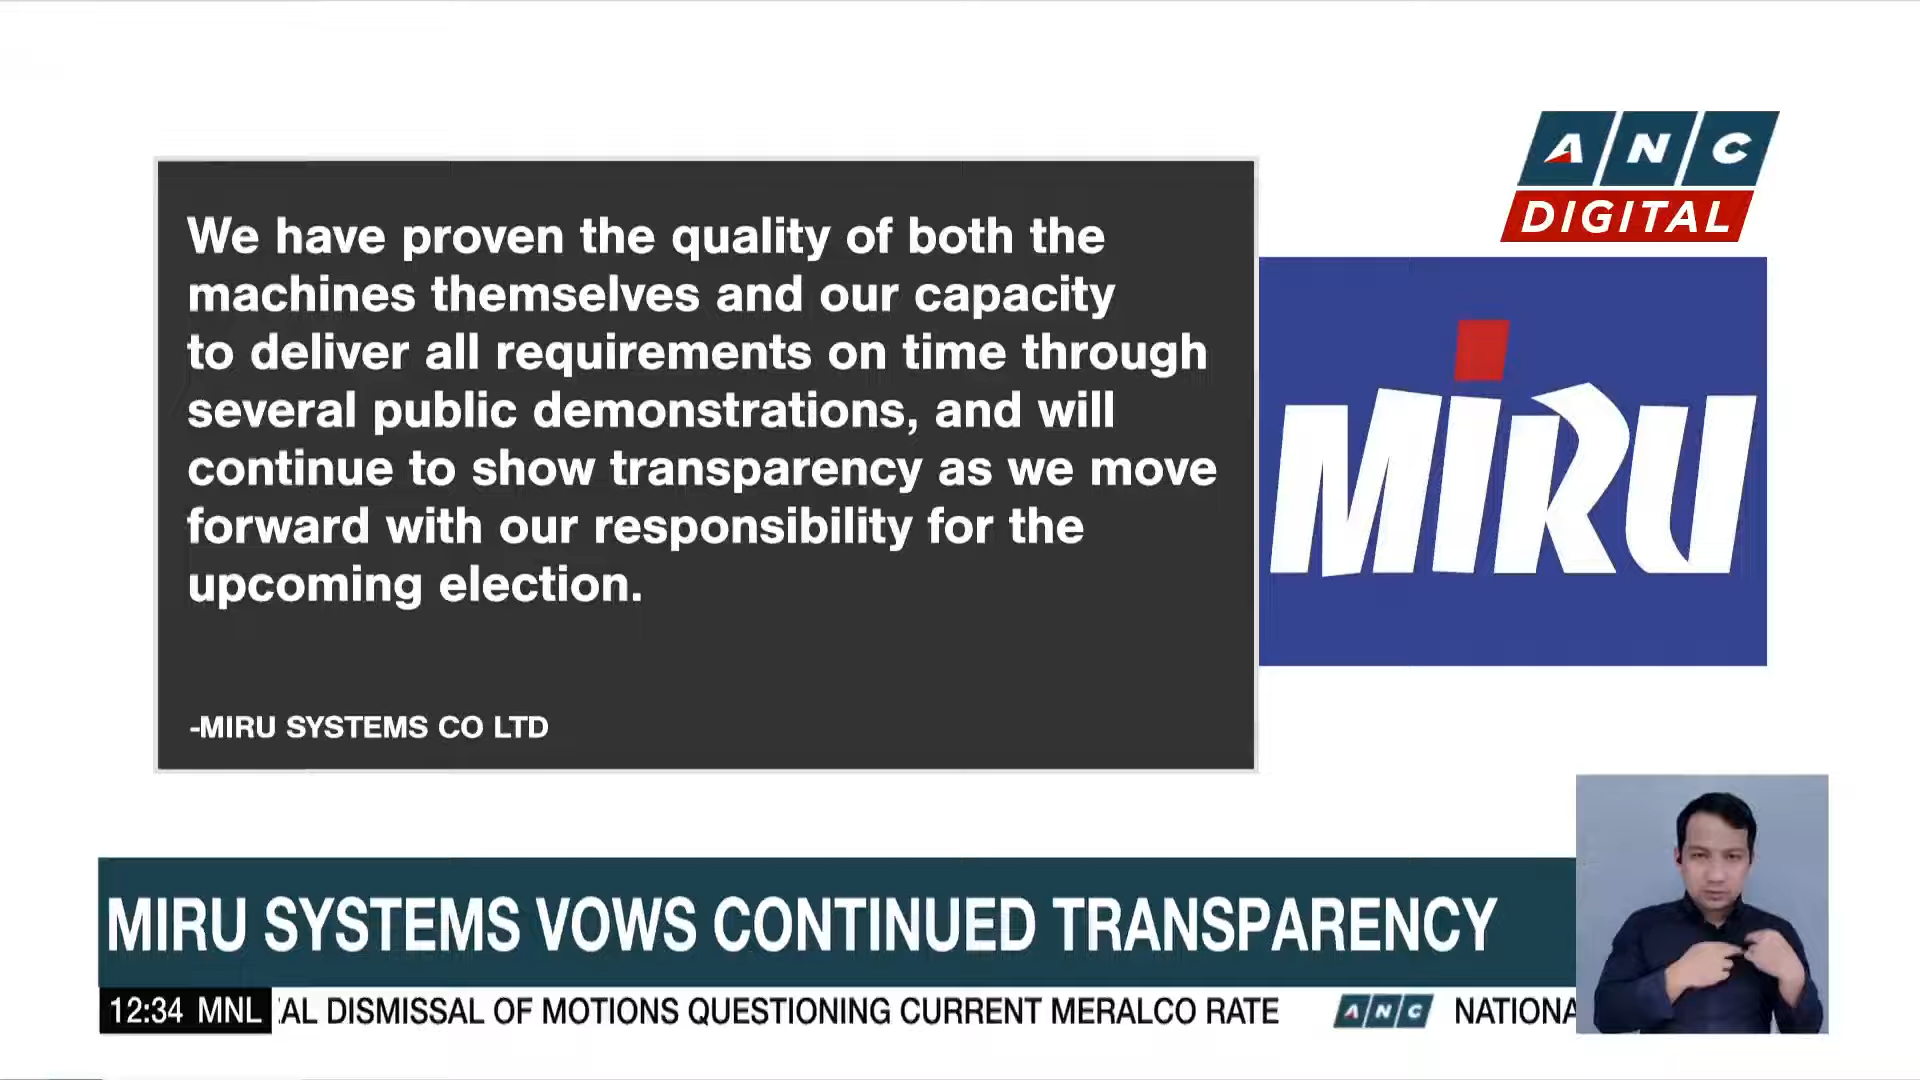 ANC
DIGITAL
We have proven the quality of both the
machines themselves and our capacity
to deliver all requirements on time through
several public demonstrations, and will
continue to show transparency as we move
forward with our responsibility for the
upcoming election.
-MIRU SYSTEMS CO LTD
MIRU
MIRU SYSTEMS VOWS CONTINUED TRANSPARENCY
12:34 MNL
DISMISSAL OF MOTIONS QUESTIONING CURRENT MERALCO RATE ANC NATIONA